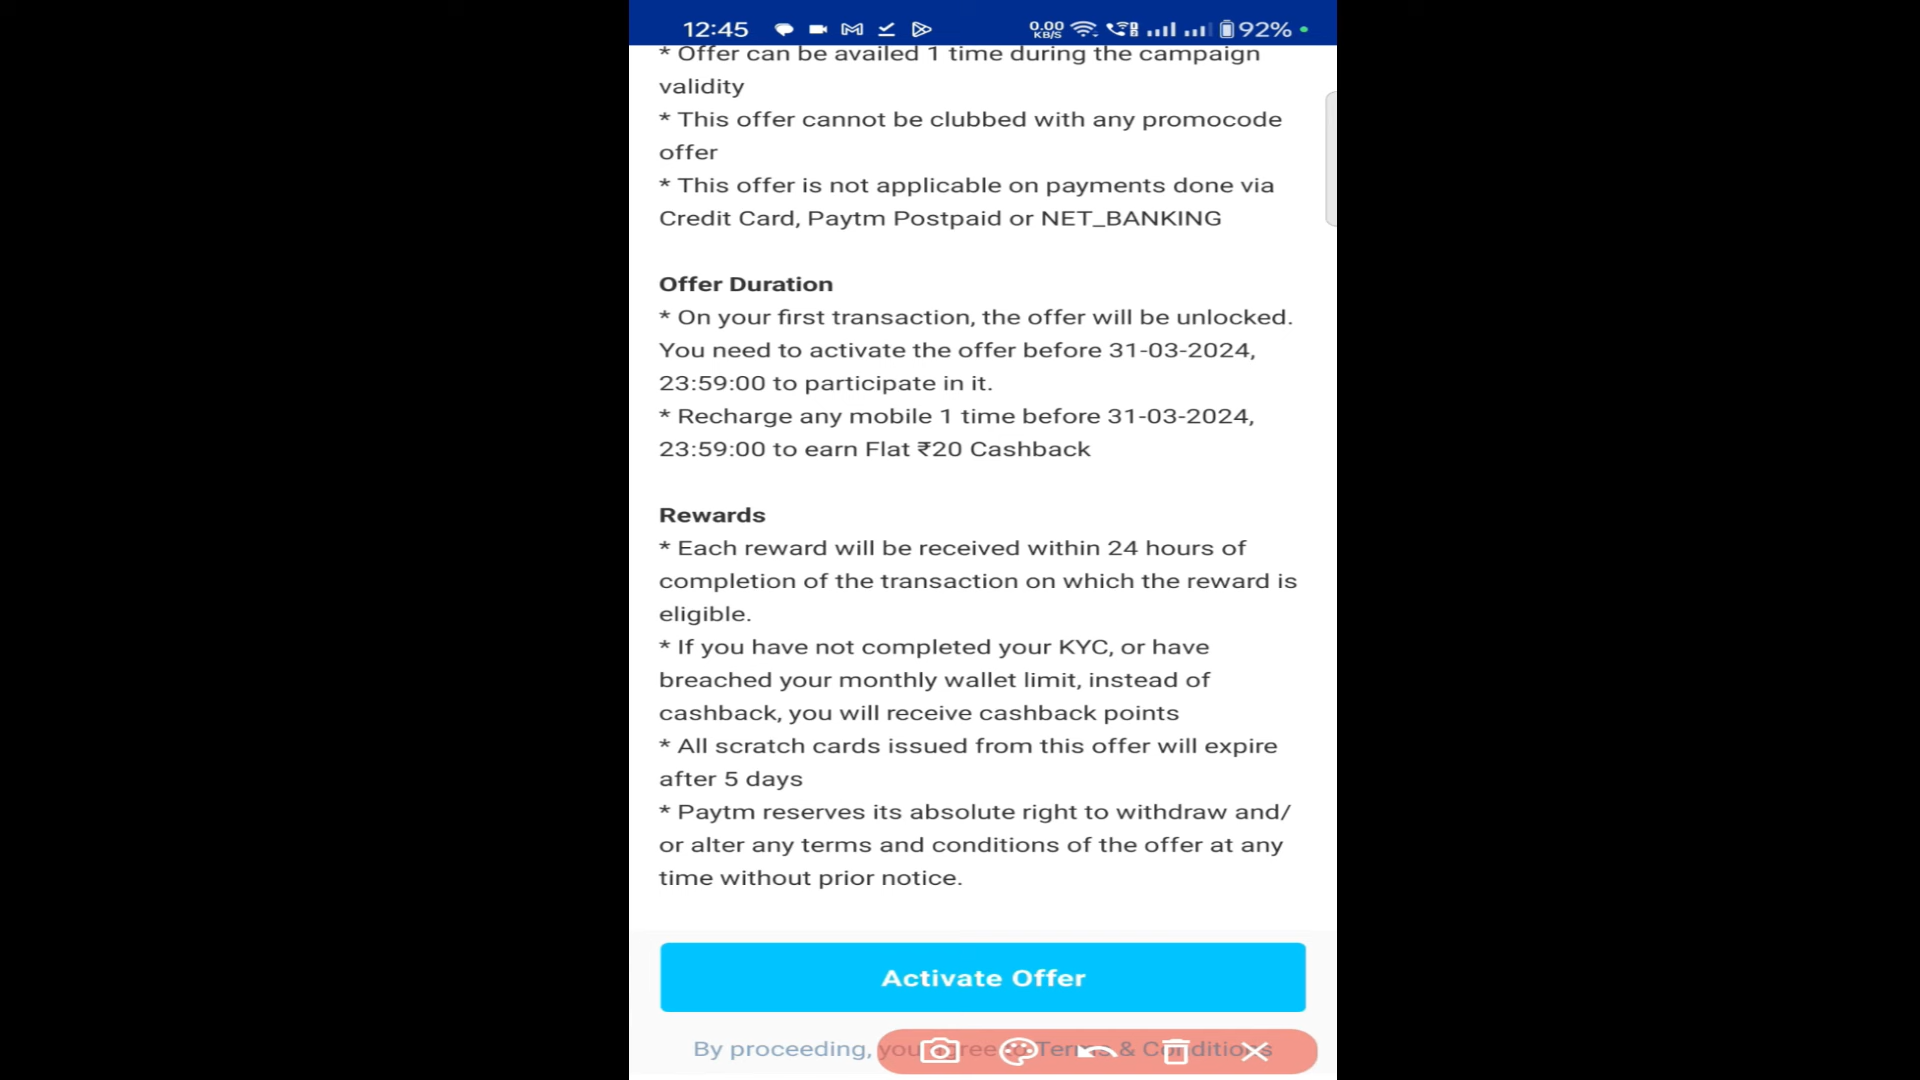 12:45 0.00 KB/S 92%
* Offer can be availed 1 time during the campaign
validity
* This offer cannot be clubbed with any promocode
offer
* This offer is not applicable on payments done via
Credit Card, Paytm Postpaid or NET_BANKING
Offer Duration
* On your first transaction, the offer will be unlocked.
You need to activate the offer before 31-03-2024,
23:59:00 to participate in it.
* Recharge any mobile 1 time before 31-03-2024,
23:59:00 to earn Flat ₹20 Cashback
Rewards
* Each reward will be received within 24 hours of
completion of the transaction on which the reward is
eligible.
* If you have not completed your KYC, or have
breached your monthly wallet limit, instead of
cashback, you will receive cashback points
* All scratch cards issued from this offer will expire
after 5 days
* Paytm reserves its absolute right to withdraw and/
or alter any terms and conditions of the offer at any
time without prior notice.
Activate Offer
By proceeding, you agree to Terms & Conditions